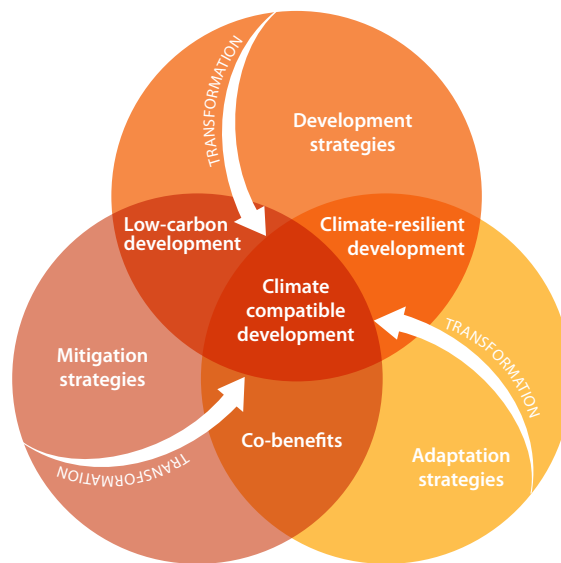 TRANSFORMATION
Development
strategies
Low-carbon
development
Climate-resilient
development
Climate
compatible
development
TRANSFORMATION
Mitigation
strategies
Co-benefits
TRANSFORMATION
Adaptation
strategies